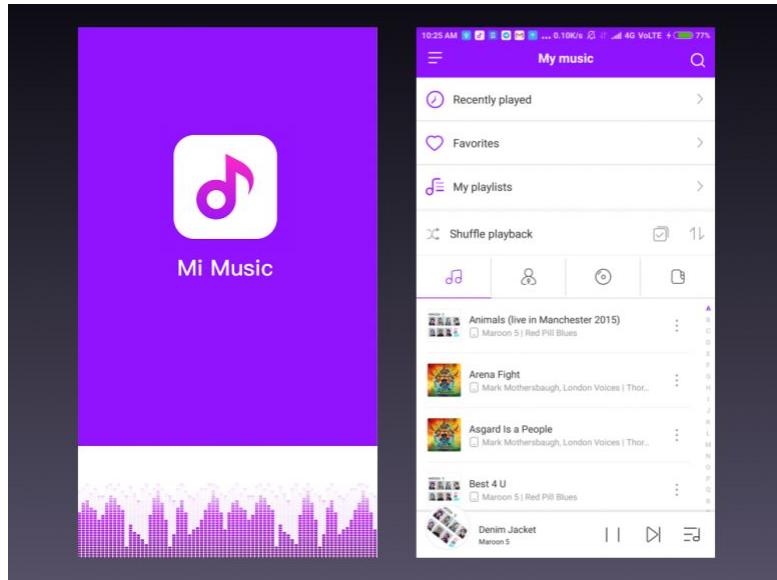 Mi Music
10:25 AM ... 0.10K/s 4G VoLTE 77%
My music
Recently played
Favorites
My playlists
Shuffle playback
Animals (live in Manchester 2015)
Maroon 5 | Red Pill Blues
Arena Fight
Mark Mothersbaugh, London Voices | Thor...
Asgard Is a People
Mark Mothersbaugh, London Voices | Thor...
Best 4 U
Maroon 5 | Red Pill Blues
Denim Jacket
Maroon 5
A
B
C
D
E
F
G
H
I
J
K
L
M
N
O
P
Q
R